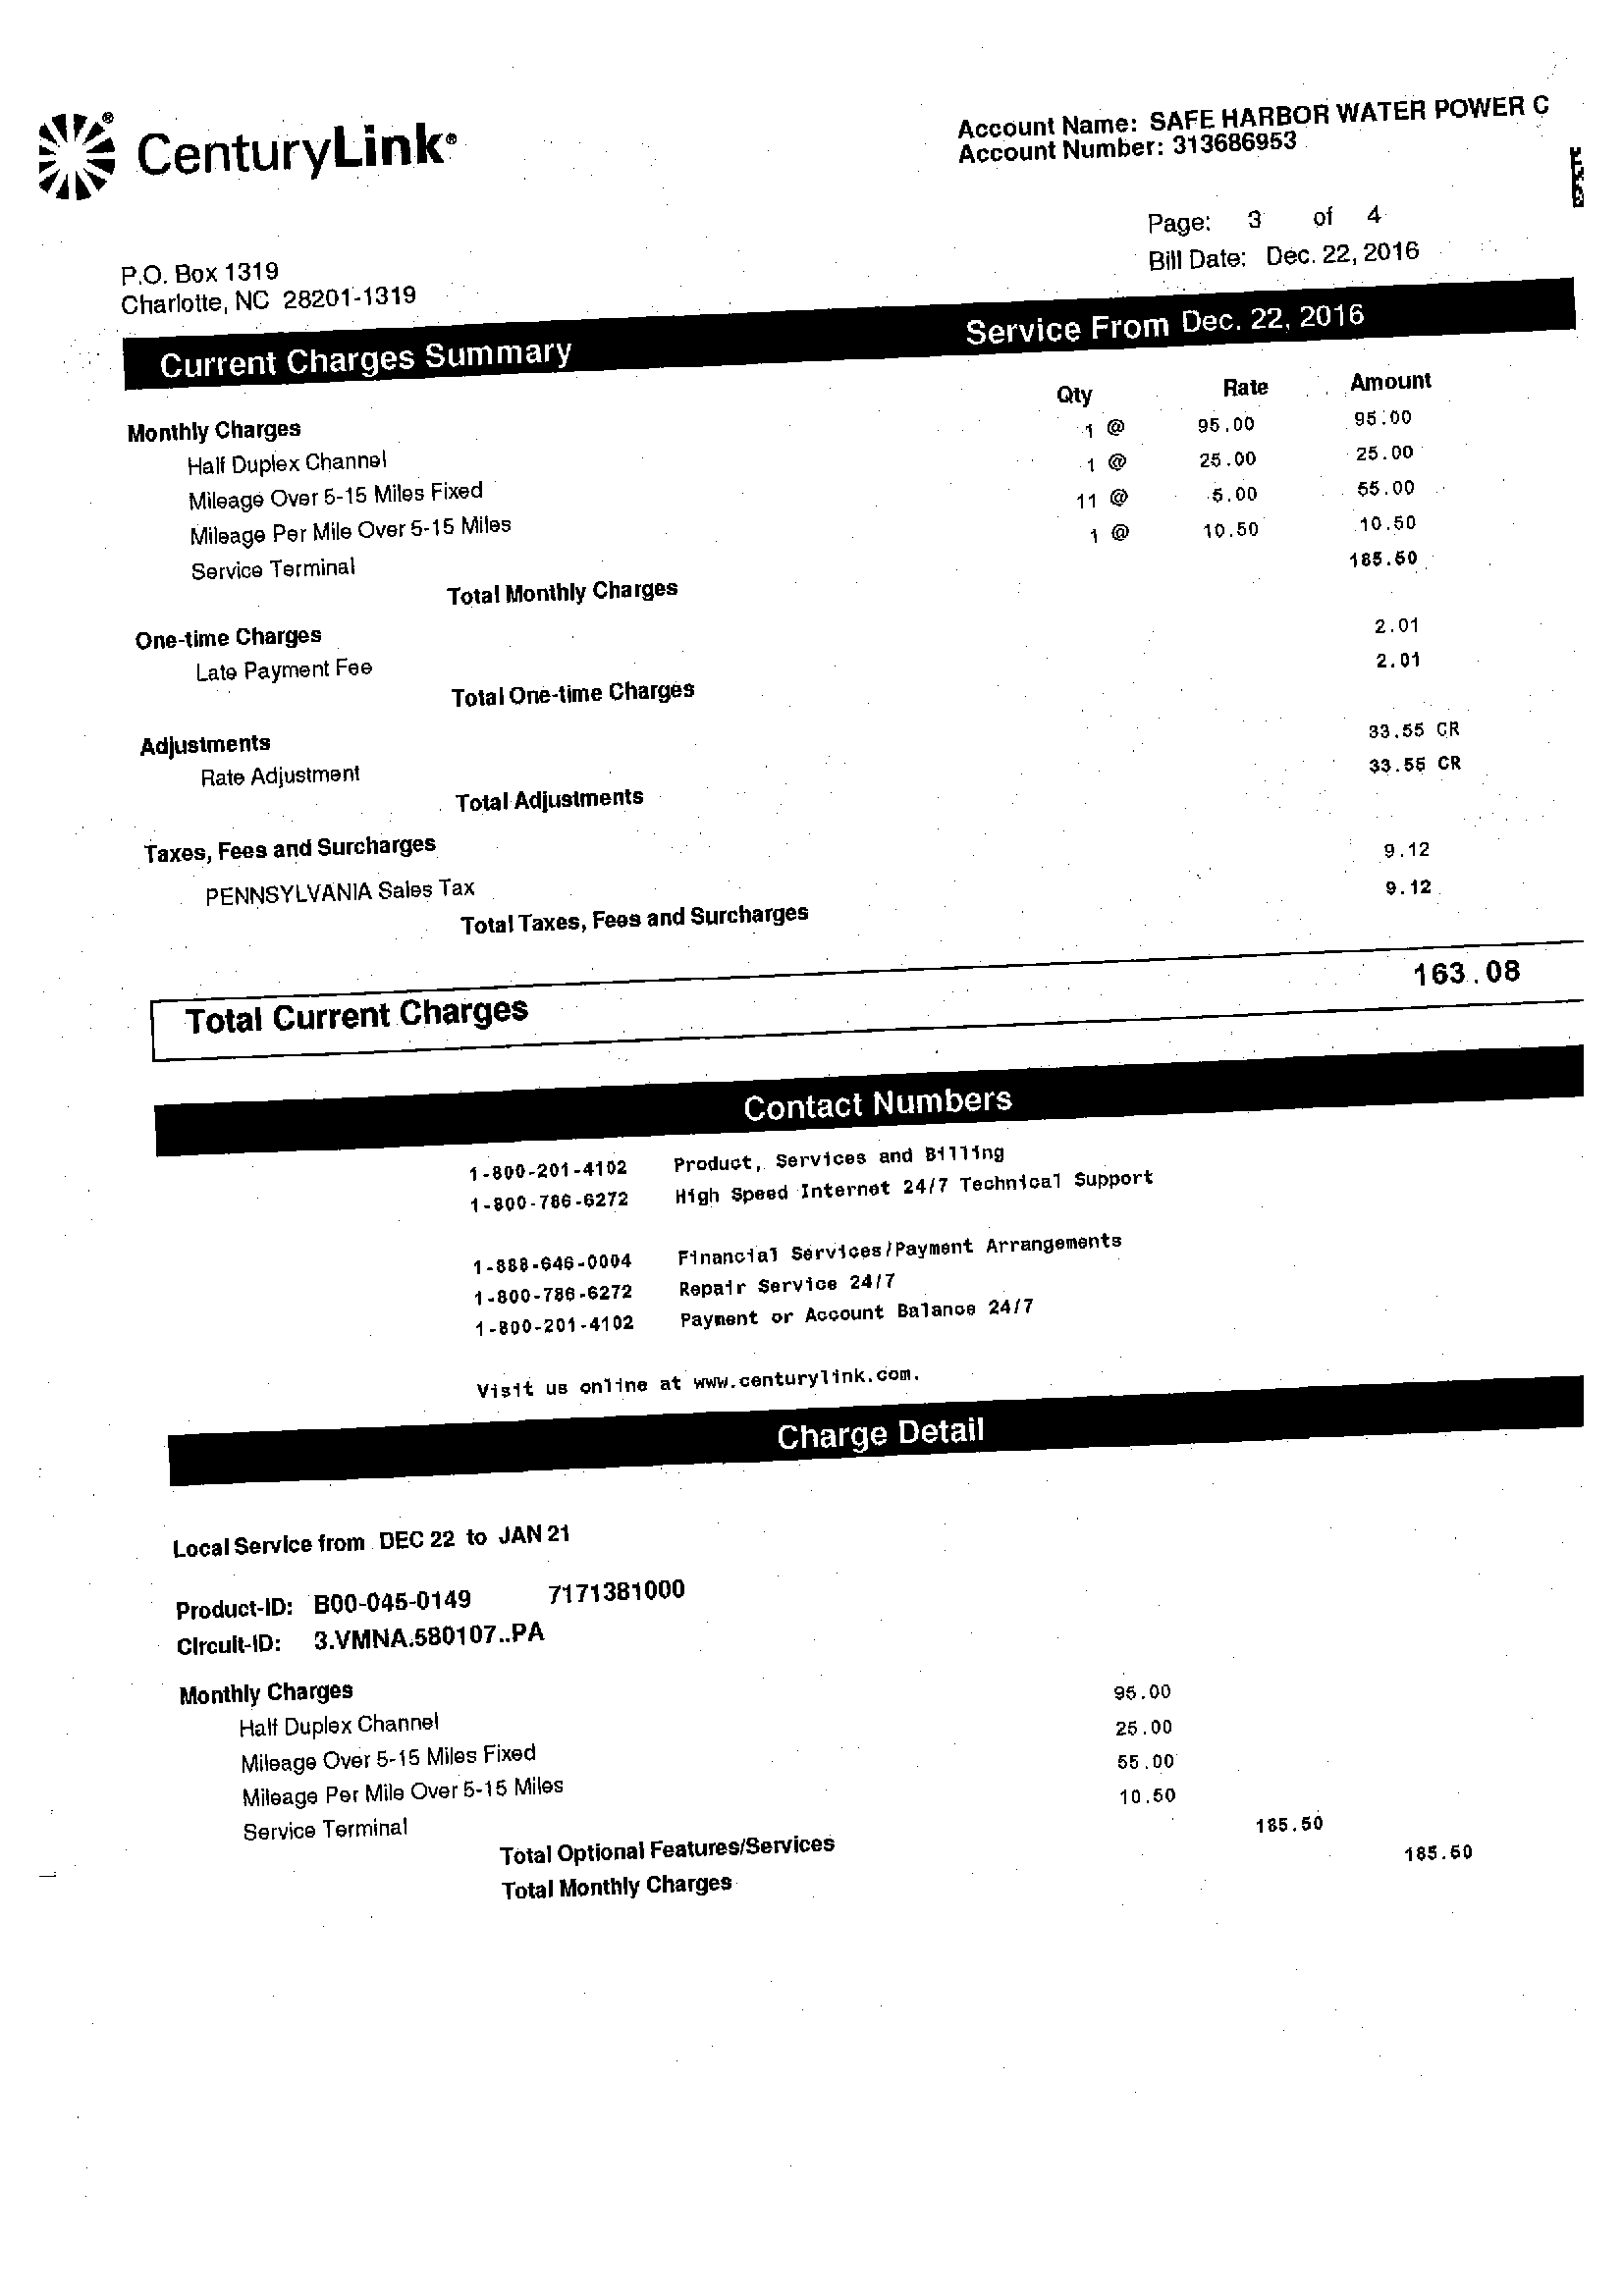 CenturyLink®
Account Name: SAFE HARBOR WATER POWER C
Account Number: 313686953
Page: 3 of 4
Bill Date: Dec. 22, 2016
P.O. Box 1319
Charlotte, NC 28201-1319
Current Charges Summary Service From Dec. 22, 2016
Qty Rate Amount
Monthly Charges
Half Duplex Channel 1 @ 95.00 95.00
Mileage Over 5-15 Miles Fixed 1 @ 25.00 25.00
Mileage Per Mile Over 5-15 Miles 11 @ 5.00 55.00
Service Terminal 1 @ 10.50 10.50
Total Monthly Charges 185.50
One-time Charges
Late Payment Fee 2.01
Total One-time Charges 2.01
Adjustments
Rate Adjustment 33.55 CR
Total Adjustments 33.55 CR
Taxes, Fees and Surcharges
PENNSYLVANIA Sales Tax 9.12
Total Taxes, Fees and Surcharges 9.12
Total Current Charges 163.08
Contact Numbers
1-800-201-4102 Product, Services and Billing
1-800-786-6272 High Speed Internet 24/7 Technical Support
1-888-646-0004 Financial Services/Payment Arrangements
1-800-786-6272 Repair Service 24/7
1-800-201-4102 Payment or Account Balance 24/7
Visit us online at www.centurylink.com.
Charge Detail
Local Service from DEC 22 to JAN 21
Product-ID: B00-045-0149 7171381000
Circuit-ID: 3.VMNA.580107..PA
Monthly Charges
Half Duplex Channel 95.00
Mileage Over 5-15 Miles Fixed 25.00
Mileage Per Mile Over 5-15 Miles 55.00
Service Terminal 10.50
Total Optional Features/Services 185.50
Total Monthly Charges 185.50